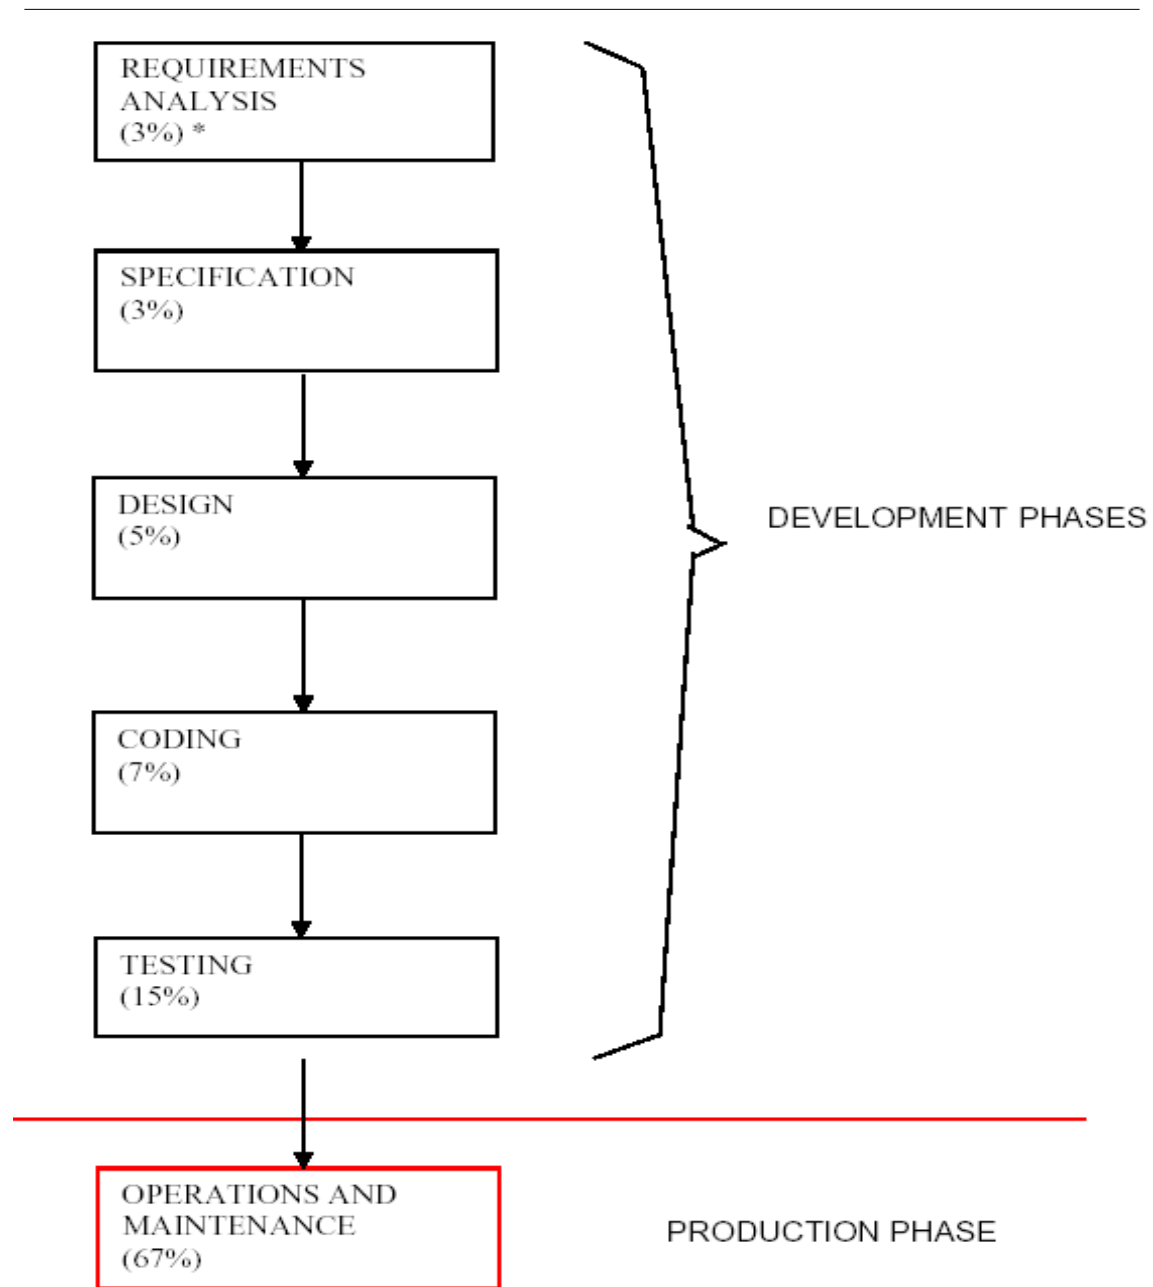 REQUIREMENTS
ANALYSIS
(3%) *
SPECIFICATION
(3%)
DESIGN
(5%)
DEVELOPMENT PHASES
CODING
(7%)
TESTING
(15%)
OPERATIONS AND
MAINTENANCE
(67%)
PRODUCTION PHASE